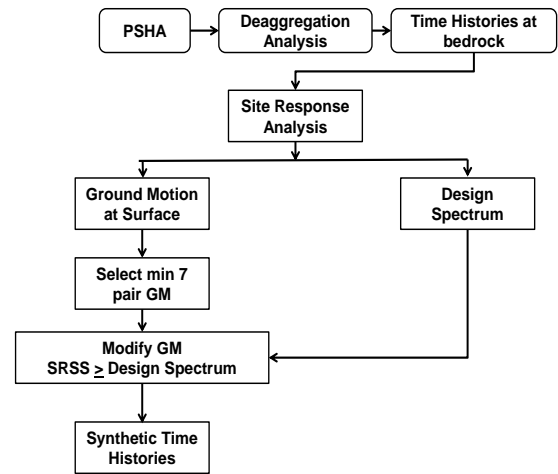 PSHA
Deaggregation
Analysis
Time Histories at
bedrock
Site Response
Analysis
Ground Motion
at Surface
Design
Spectrum
Select min 7
pair GM
Modify GM
SRSS ≥ Design Spectrum
Synthetic Time
Histories